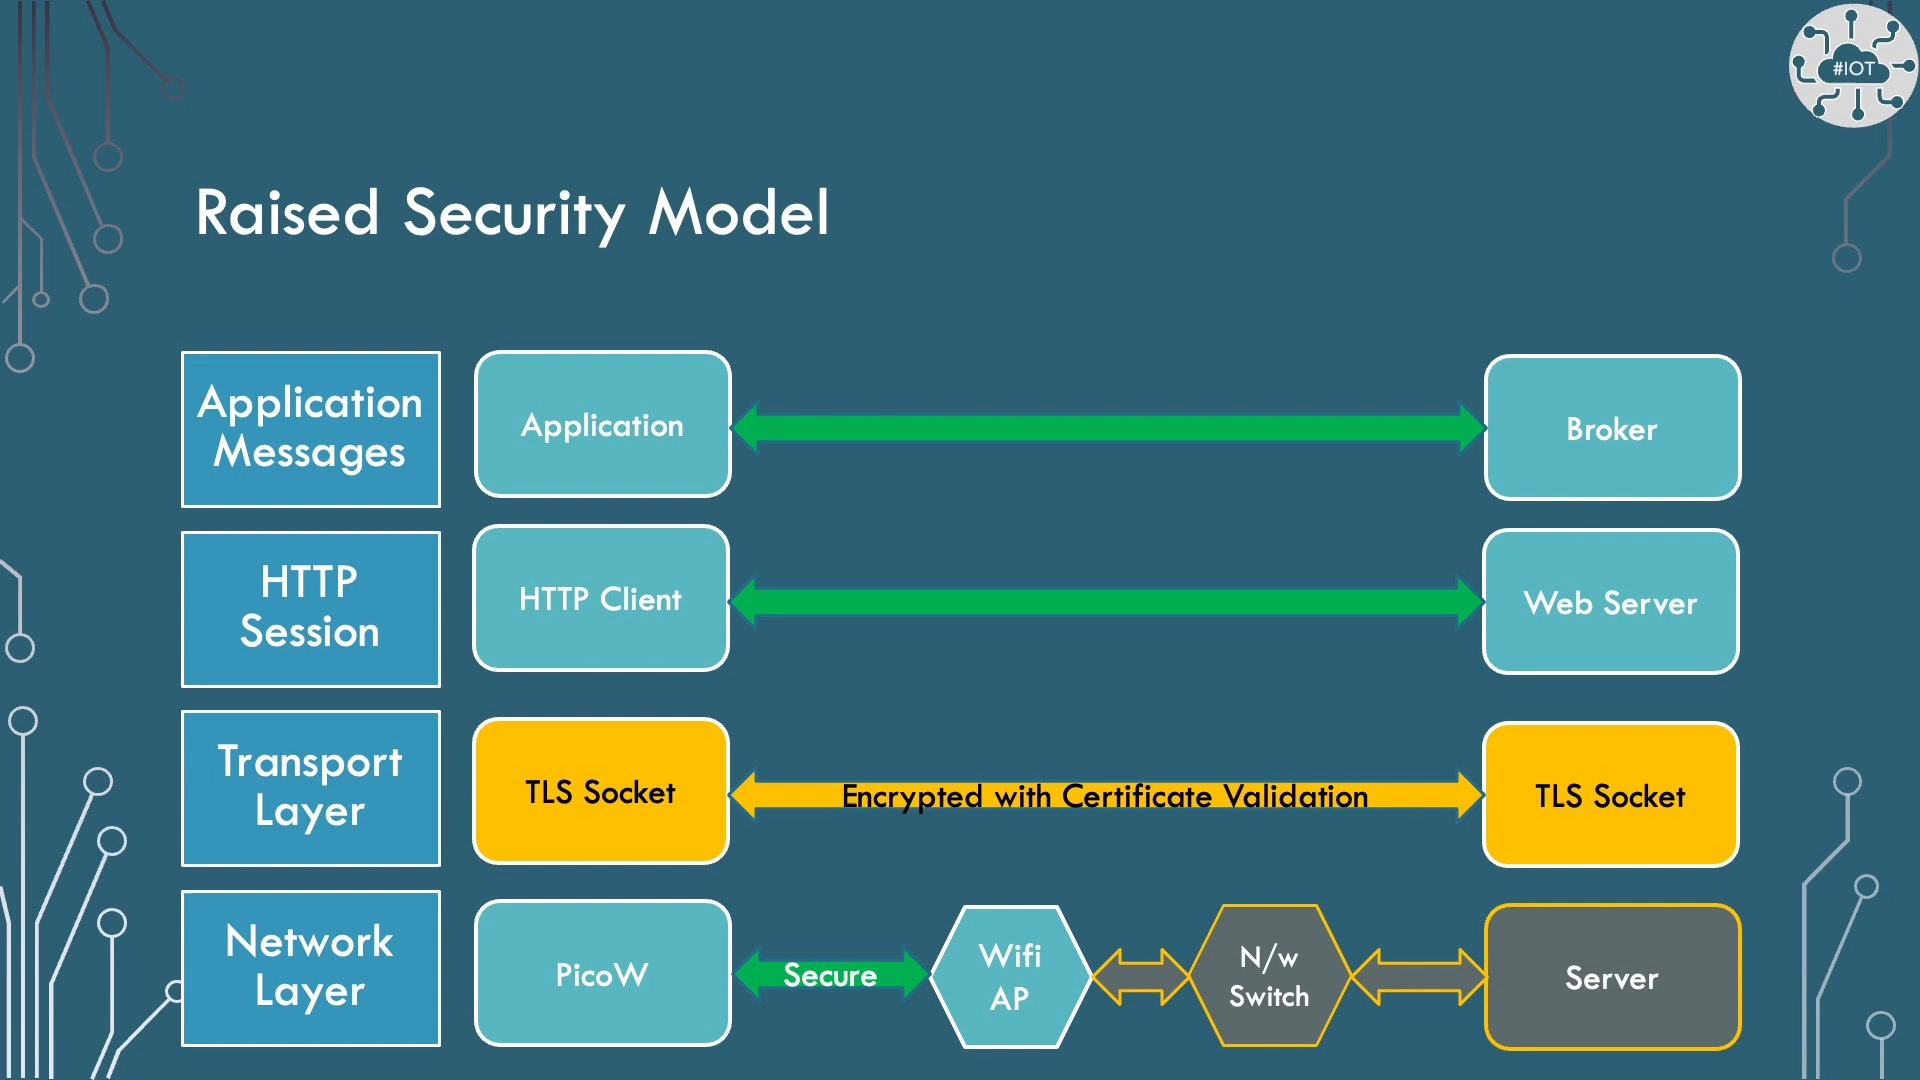 #IOT
Raised Security Model
Application
Messages
Application
Broker
HTTP
Session
HTTP Client
Web Server
Transport
Layer
TLS Socket
Encrypted with Certificate Validation
TLS Socket
Network
Layer
PicoW
Secure
Wifi
AP
N/w
Switch
Server